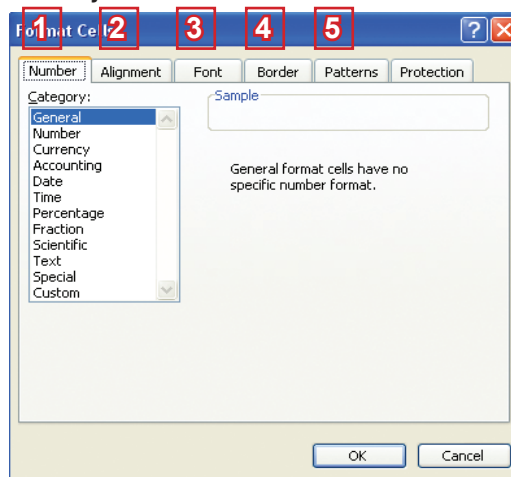 1 2 3 4 5
Format Cells
Number Alignment Font Border Patterns Protection
Category:
Sample
General
Number
Currency
Accounting
Date
Time
Percentage
Fraction
Scientific
Text
Special
Custom
General format cells have no
specific number format.
OK Cancel